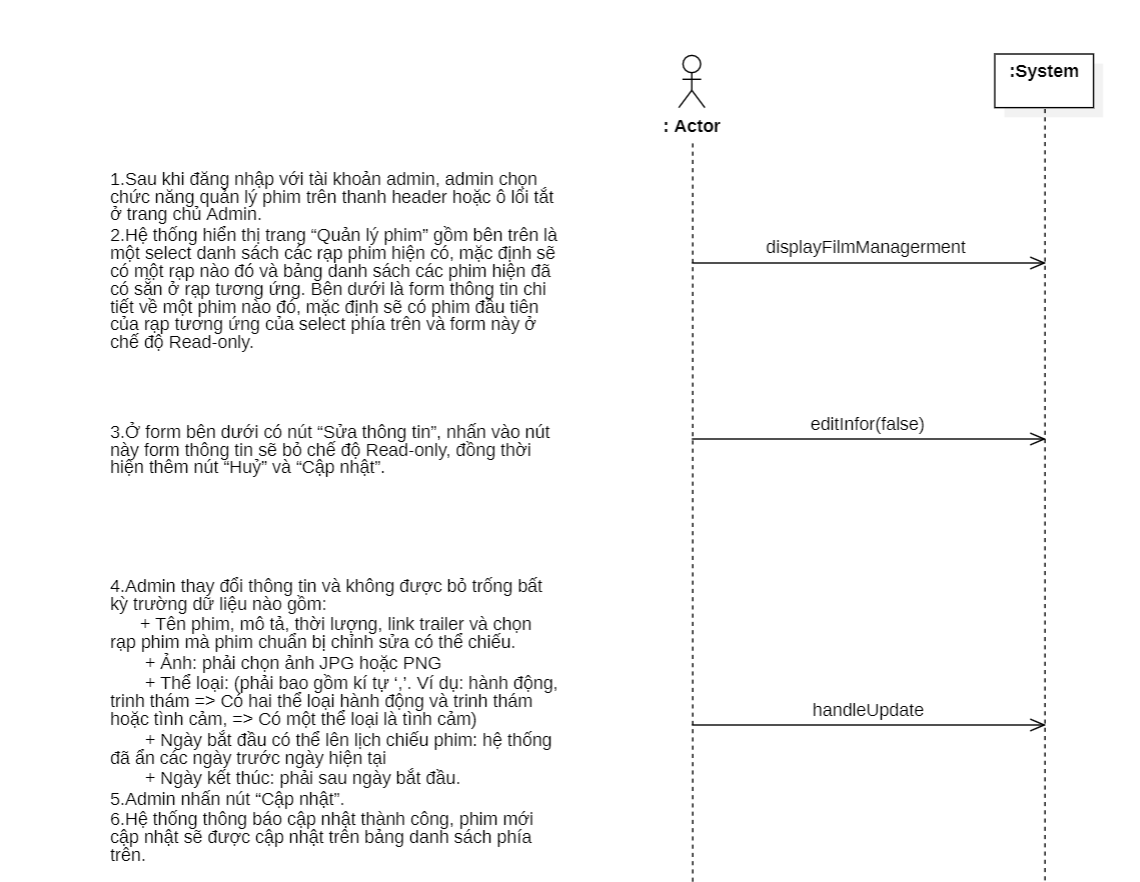 :System
: Actor
1.Sau khi đăng nhập với tài khoản admin, admin chọn
chức năng quản lý phim trên thanh header hoặc ô lối tắt
ở trang chủ Admin.
2.Hệ thống hiển thị trang “Quản lý phim” gồm bên trên là
một select danh sách các rạp phim hiện có, mặc định sẽ
có một rạp nào đó và bảng danh sách các phim hiện đã
có sẵn ở rạp tương ứng. Bên dưới là form thông tin chi
tiết về một phim nào đó, mặc định sẽ có phim đầu tiên
của rạp tương ứng của select phía trên và form này ở
chế độ Read-only.
displayFilmManagerment
3.Ở form bên dưới có nút “Sửa thông tin”, nhấn vào nút
này form thông tin sẽ bỏ chế độ Read-only, đồng thời
hiện thêm nút “Huỷ” và “Cập nhật”.
editInfor(false)
4.Admin thay đổi thông tin và không được bỏ trống bất
kỳ trường dữ liệu nào gồm:
+ Tên phim, mô tả, thời lượng, link trailer và chọn
rạp phim mà phim chuẩn bị chỉnh sửa có thể chiếu.
+ Ảnh: phải chọn ảnh JPG hoặc PNG
+ Thể loại: (phải bao gồm kí tự ‘,’. Ví dụ: hành động,
trinh thám => Có hai thể loại hành động và trinh thám
hoặc tình cảm, => Có một thể loại là tình cảm)
+ Ngày bắt đầu có thể lên lịch chiếu phim: hệ thống
đã ẩn các ngày trước ngày hiện tại
+ Ngày kết thúc: phải sau ngày bắt đầu.
5.Admin nhấn nút “Cập nhật”.
6.Hệ thống thông báo cập nhật thành công, phim mới
cập nhật sẽ được cập nhật trên bảng danh sách phía
trên.
handleUpdate